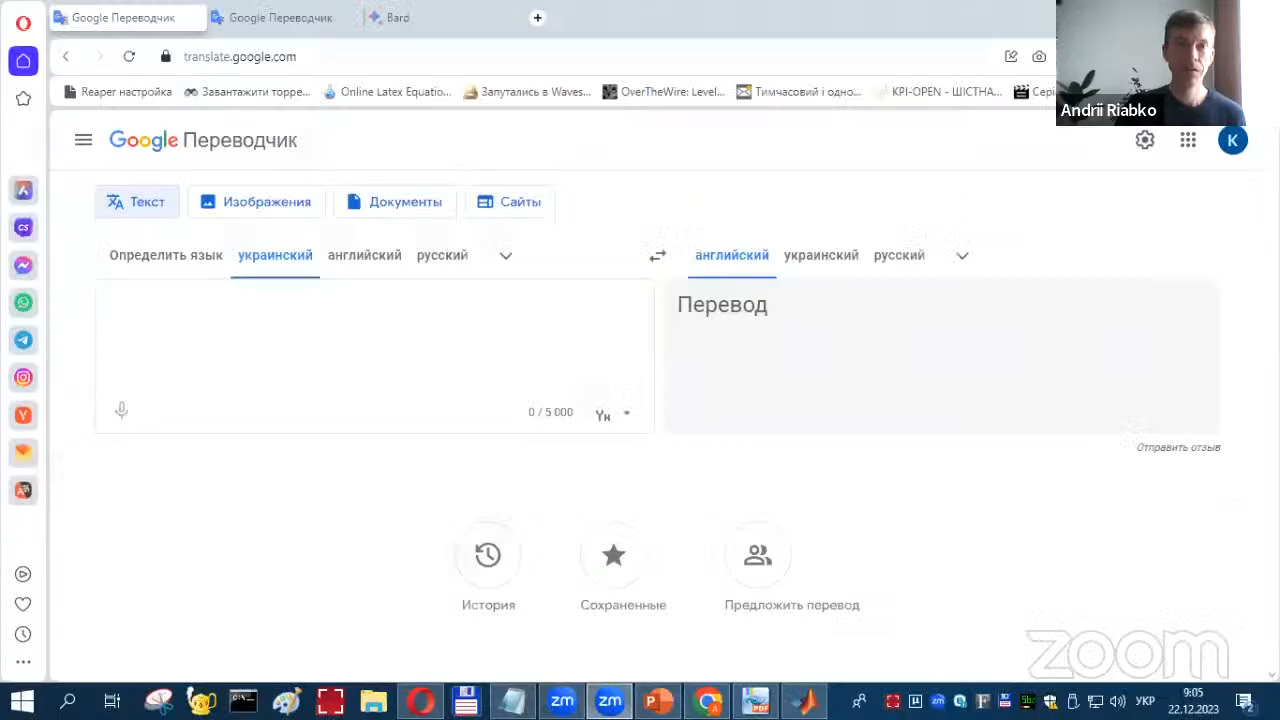 Google Переводчик
Google Переводчик
Bard
translate.google.com
Reaper настройка
Завантажити торре...
Online Latex Equatio...
Запутались в Waves...
OverTheWire: Level...
Тимчасовий і одно...
KPI-OPEN - ШІСТНА...
Andrii Riabko
Google Переводчик
K
Текст
Изображения
Документы
Сайты
Определить язык
украинский
английский
русский
английский
украинский
русский
Перевод
0 / 5 000
Отправить отзыв
История
Сохраненные
Предложить перевод
zoom
УКР
9:05
22.12.2023